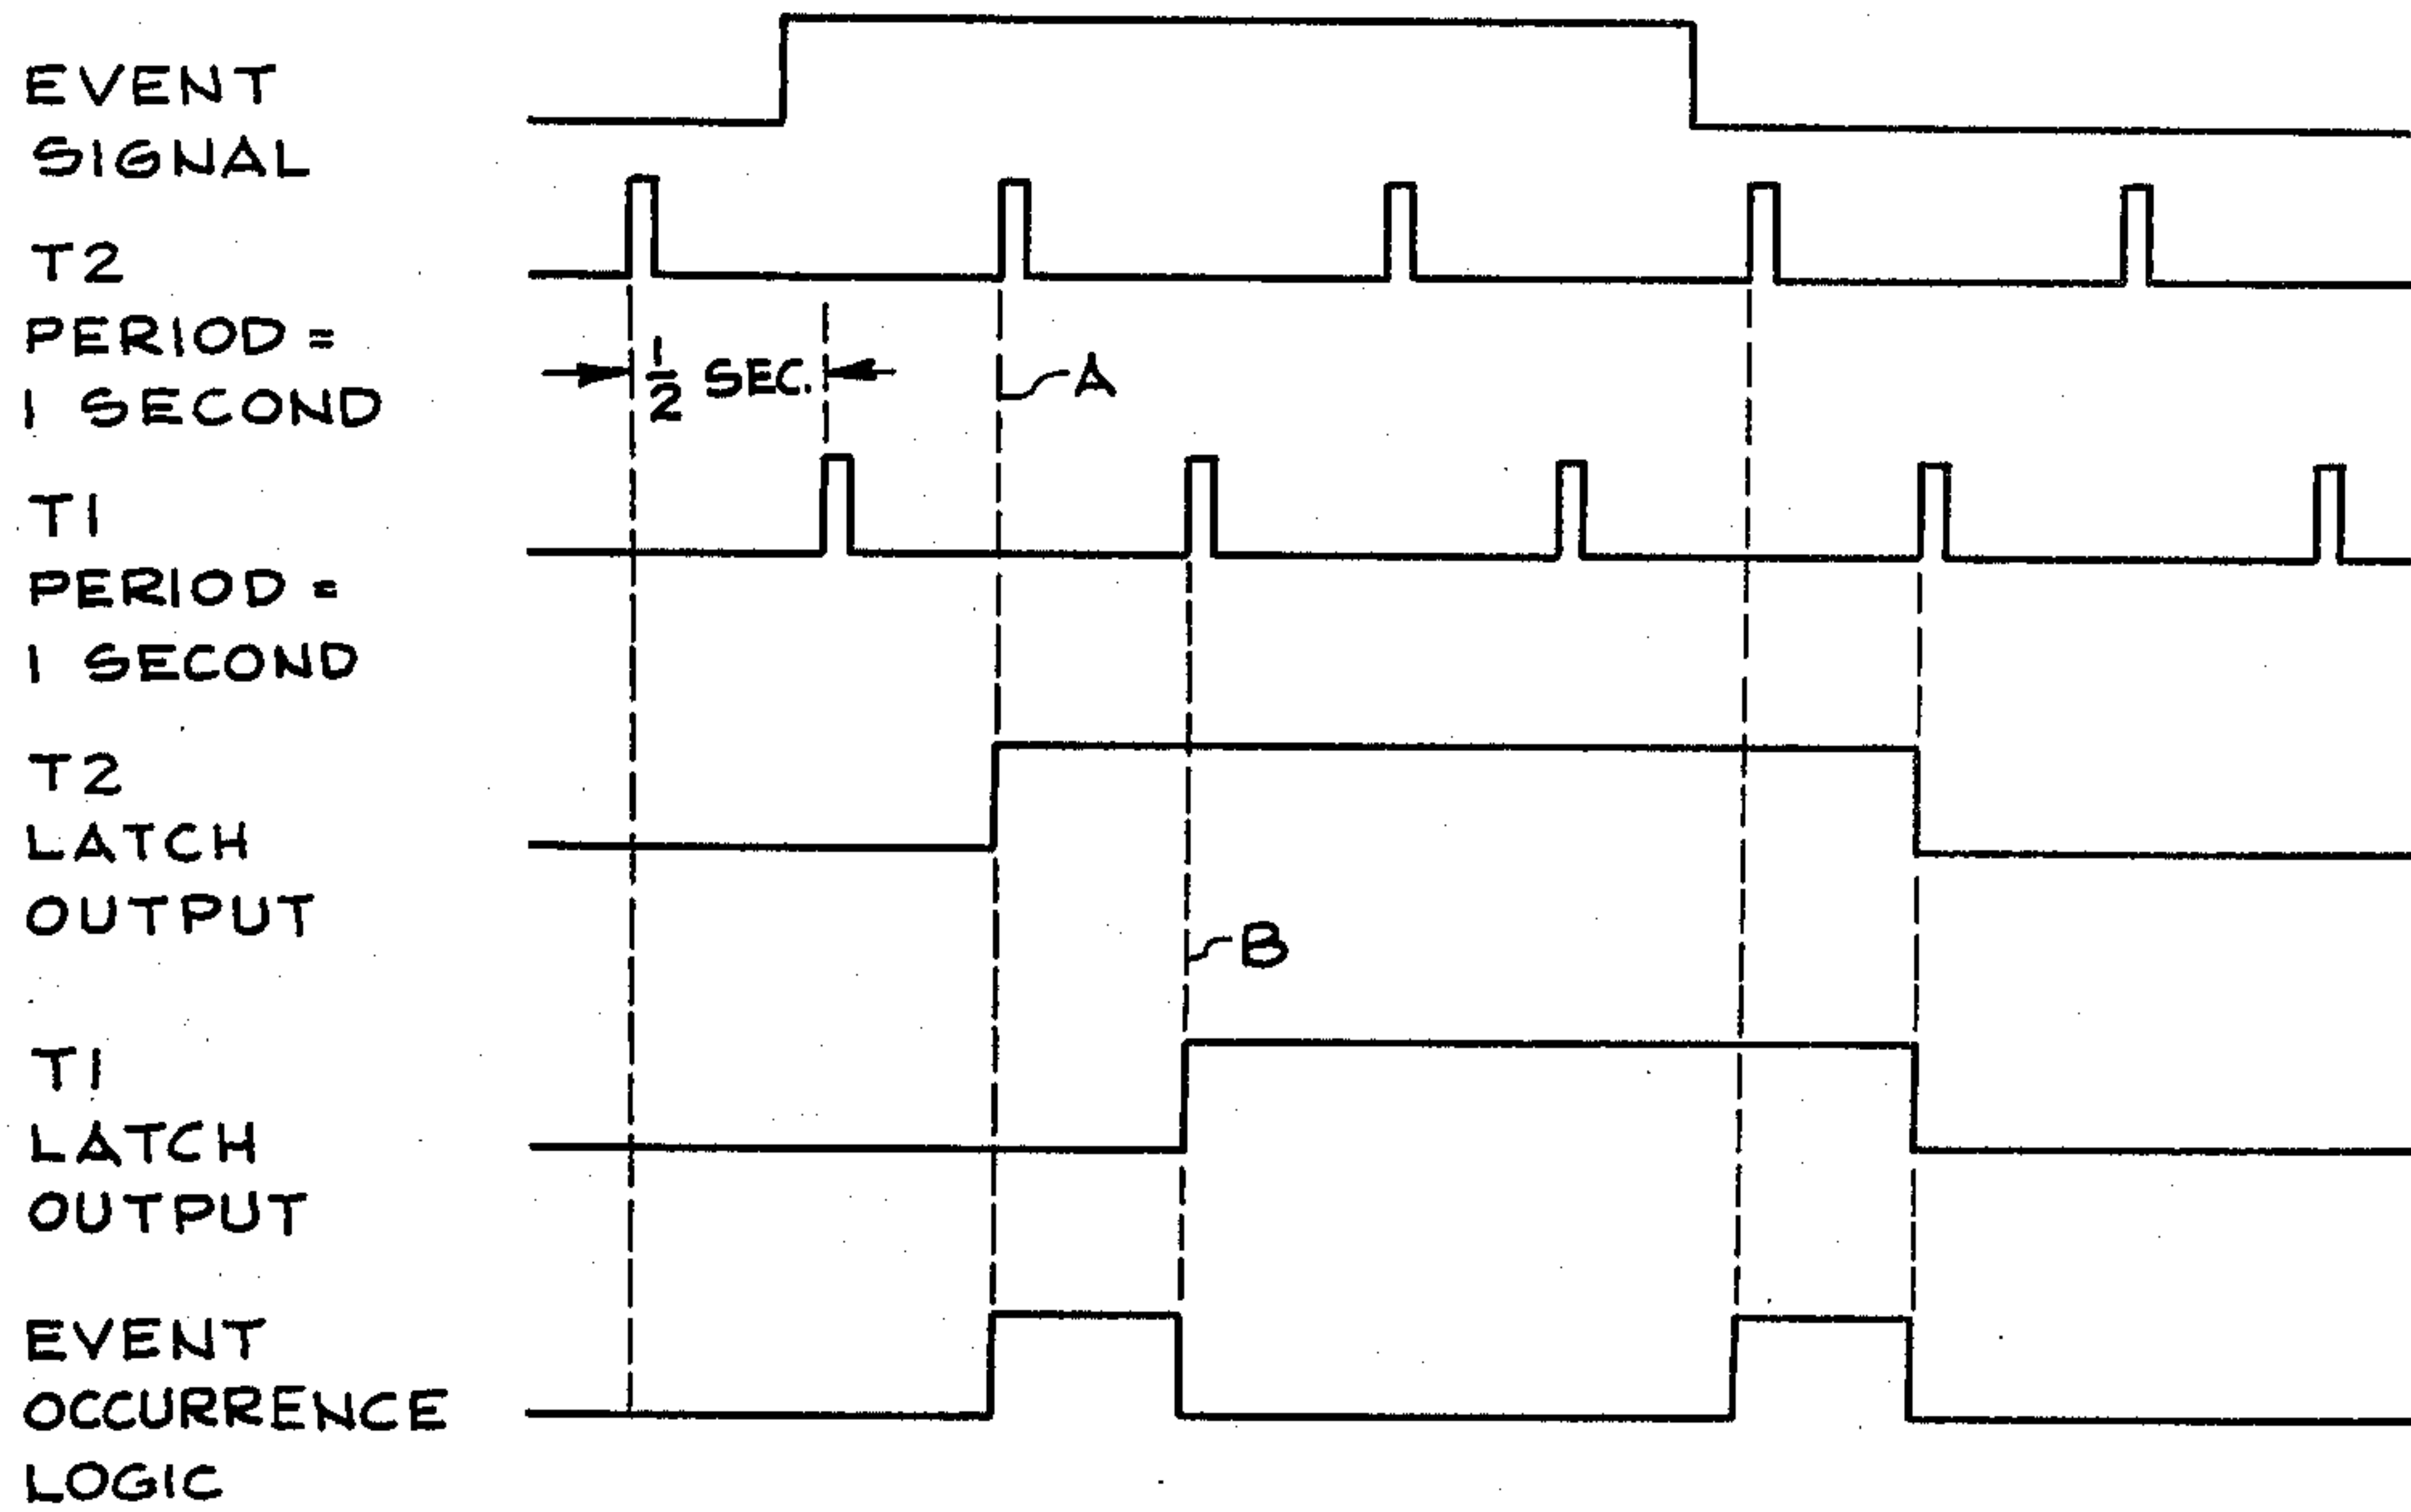 EVENT
SIGNAL
T2
PERIOD =
1 SECOND
1/2 SEC.
A
T1
PERIOD =
1 SECOND
T2
LATCH
OUTPUT
B
T1
LATCH
OUTPUT
EVENT
OCCURRENCE
LOGIC